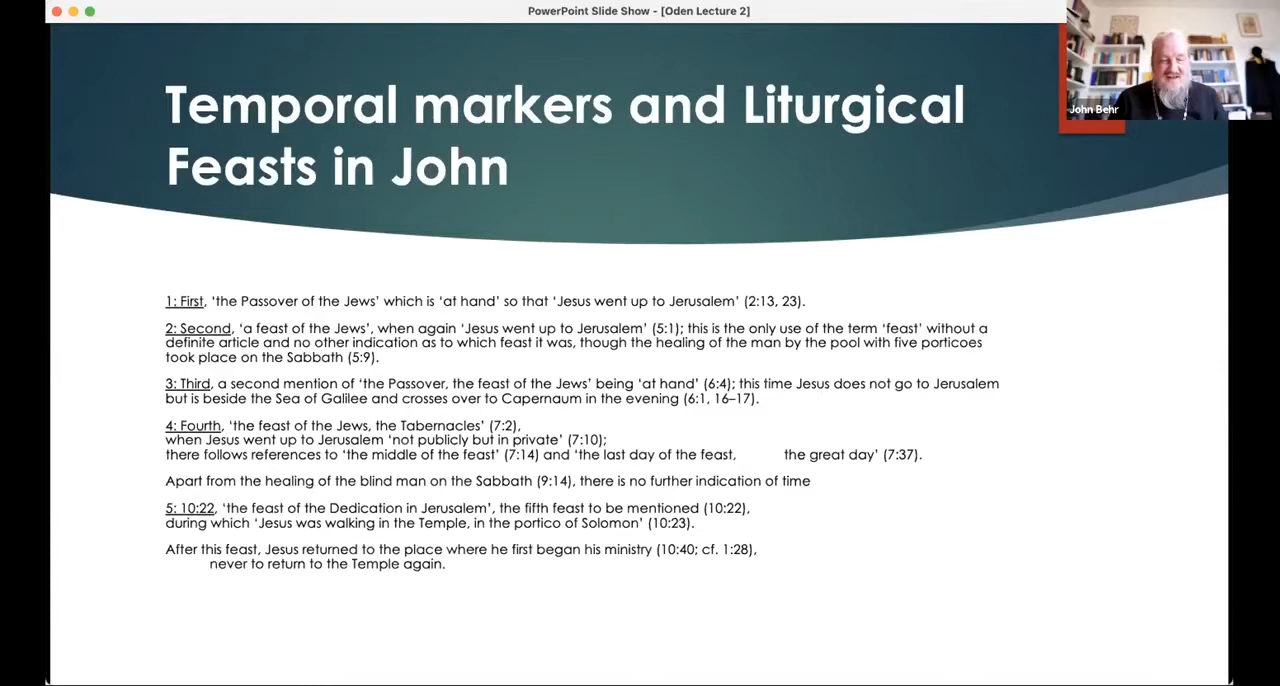 PowerPoint Slide Show - [Oden Lecture 2]
John Behr
Temporal markers and Liturgical
Feasts in John
1: First, ‘the Passover of the Jews’ which is ‘at hand’ so that ‘Jesus went up to Jerusalem’ (2:13, 23).
2: Second, ‘a feast of the Jews’, when again ‘Jesus went up to Jerusalem’ (5:1); this is the only use of the term ‘feast’ without a
definite article and no other indication as to which feast it was, though the healing of the man by the pool with five porticoes
took place on the Sabbath (5:9).
3: Third, a second mention of ‘the Passover, the feast of the Jews’ being ‘at hand’ (6:4); this time Jesus does not go to Jerusalem
but is beside the Sea of Galilee and crosses over to Capernaum in the evening (6:1, 16–17).
4: Fourth, ‘the feast of the Jews, the Tabernacles’ (7:2),
when Jesus went up to Jerusalem ‘not publicly but in private’ (7:10);
there follows references to ‘the middle of the feast’ (7:14) and ‘the last day of the feast, the great day’ (7:37).
Apart from the healing of the blind man on the Sabbath (9:14), there is no further indication of time
5: 10:22, ‘the feast of the Dedication in Jerusalem’, the fifth feast to be mentioned (10:22),
during which ‘Jesus was walking in the Temple, in the portico of Solomon’ (10:23).
After this feast, Jesus returned to the place where he first began his ministry (10:40; cf. 1:28),
never to return to the Temple again.